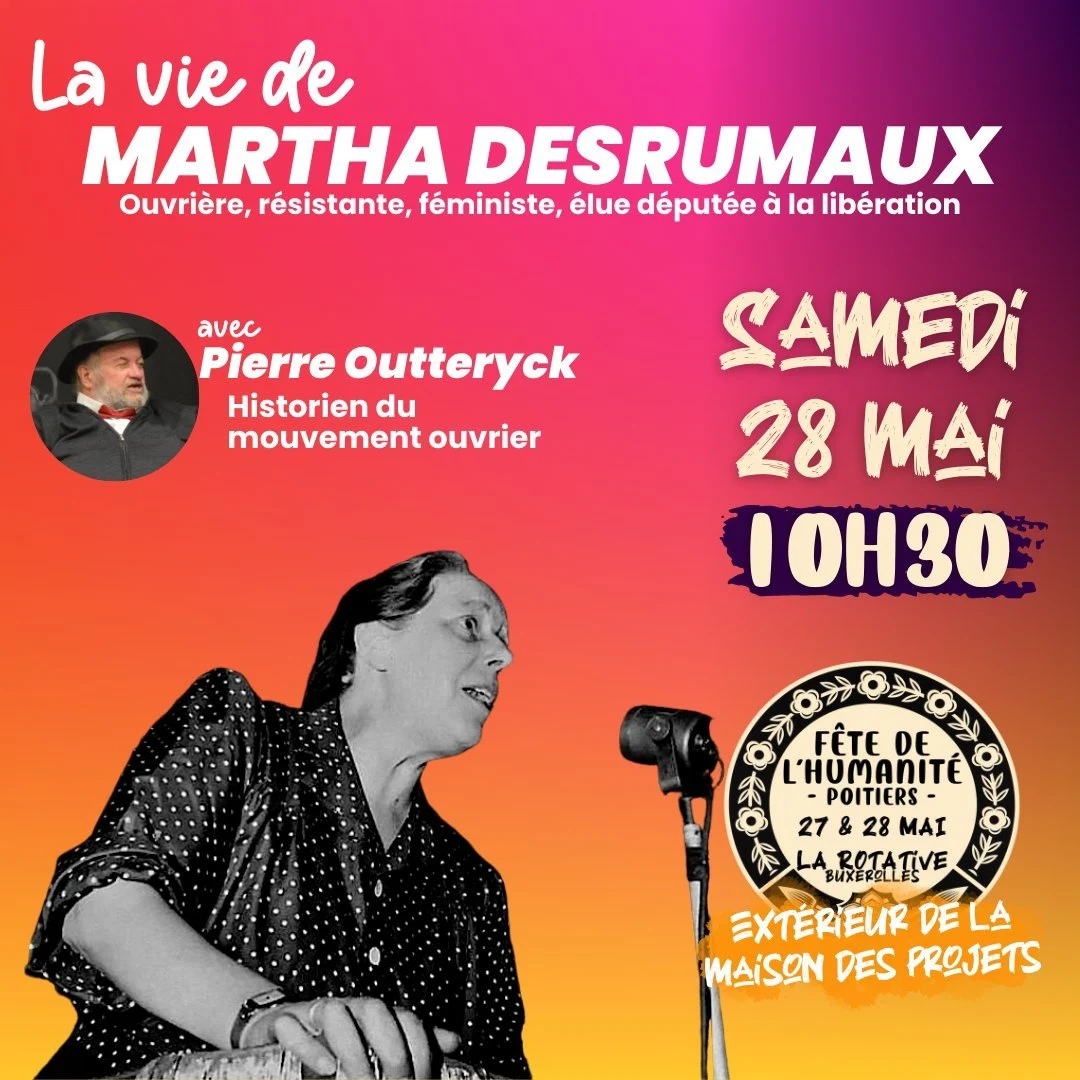 La vie de
MARTHA DESRUMAUX
Ouvrière, résistante, féministe, élue députée à la libération
avec
Pierre Outteryck
Historien du
mouvement ouvrier
SAMEDI
28 MAI
10H30
FÊTE DE
L'HUMANITÉ
- POITIERS -
27 & 28 MAI
LA ROTATIVE
BUXEROLLES
EXTÉRIEUR DE LA
MAISON DES PROJETS